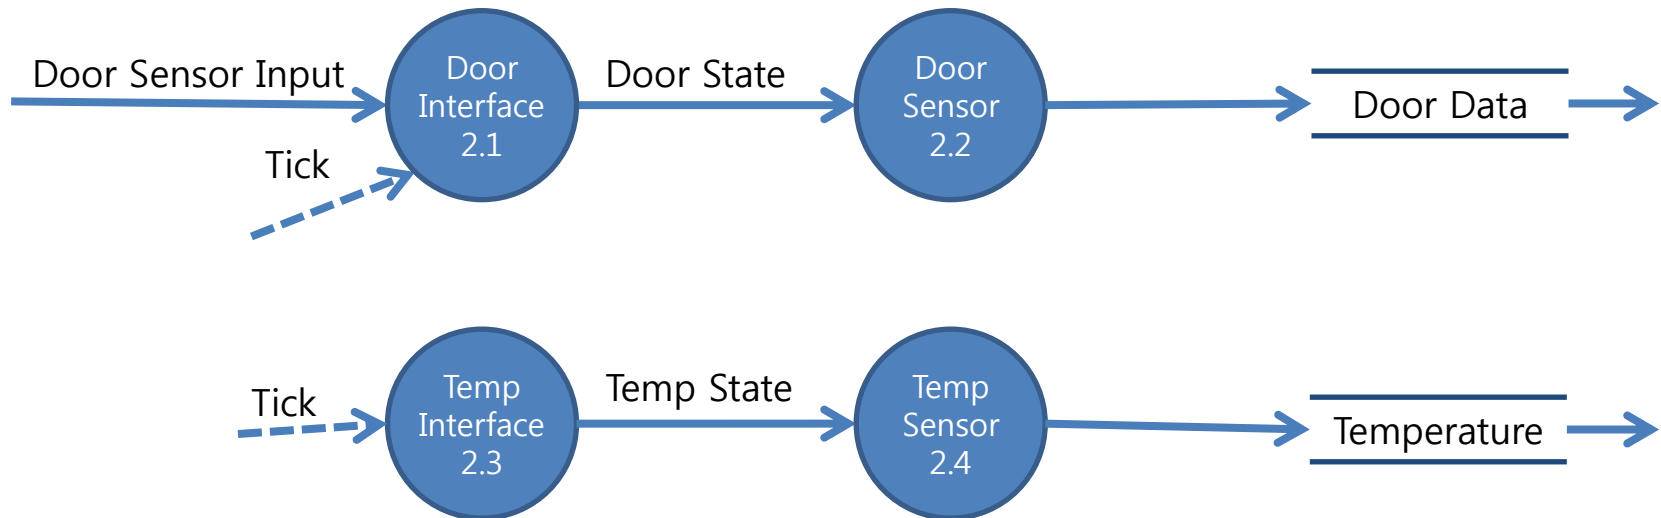 Door Sensor Input
Door
Interface
2.1
Door State
Door
Sensor
2.2
Door Data
Tick
Tick
Temp
Interface
2.3
Temp State
Temp
Sensor
2.4
Temperature